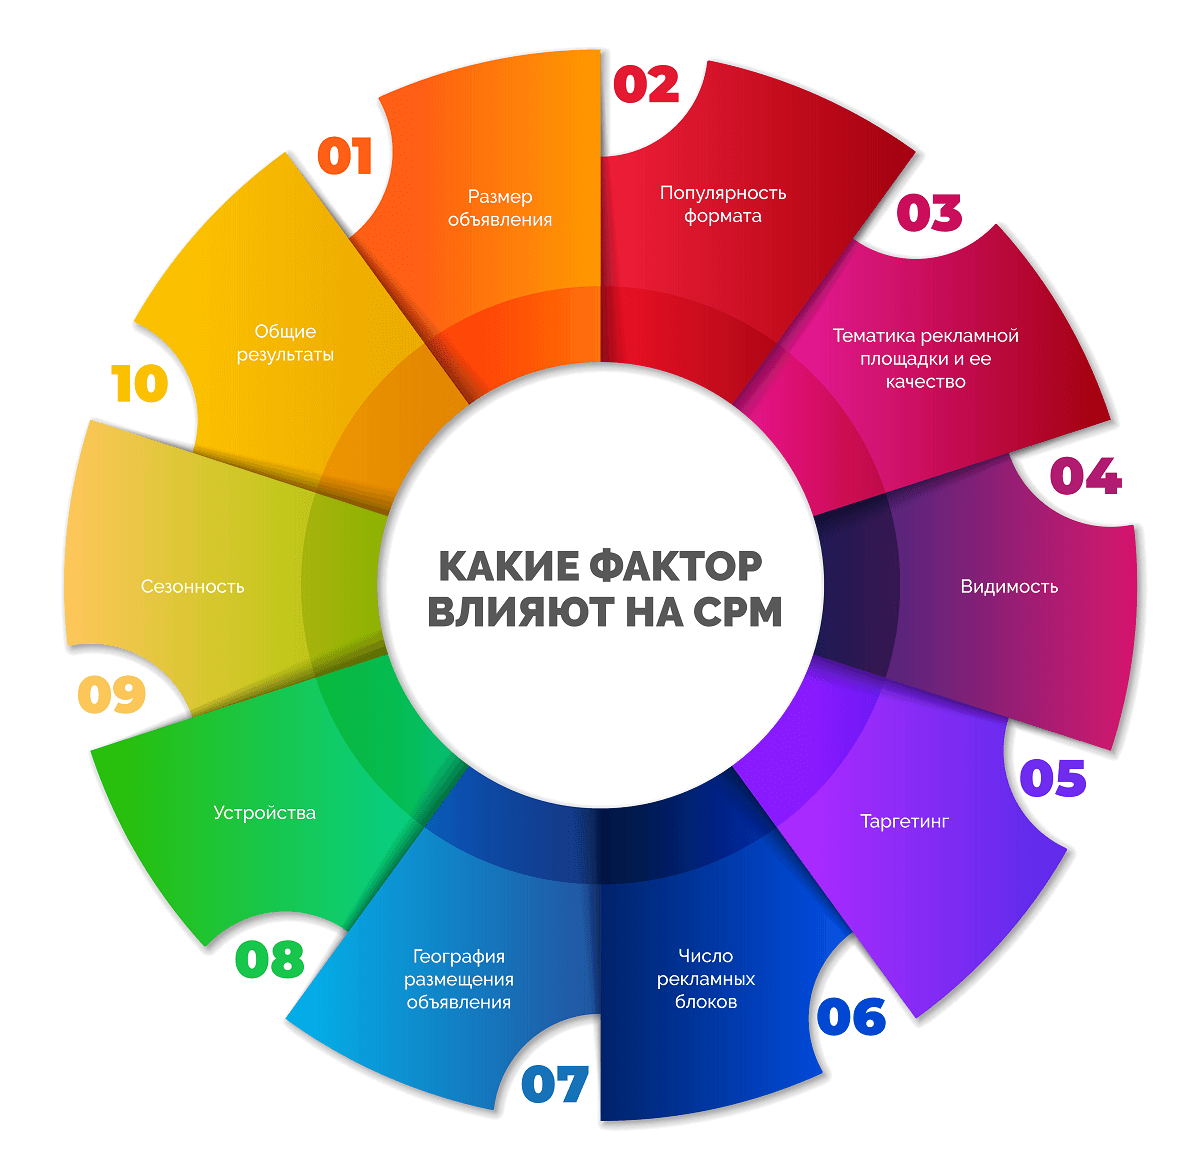 КАКИЕ ФАКТОР
ВЛИЯЮТ НА CPM
01
Размер
объявления
02
Популярность
формата
03
Тематика рекламной
площадки и ее
качество
04
Видимость
05
Таргетинг
06
Число
рекламных
блоков
07
География
размещения
объявления
08
Устройства
09
Сезонность
10
Общие
результаты